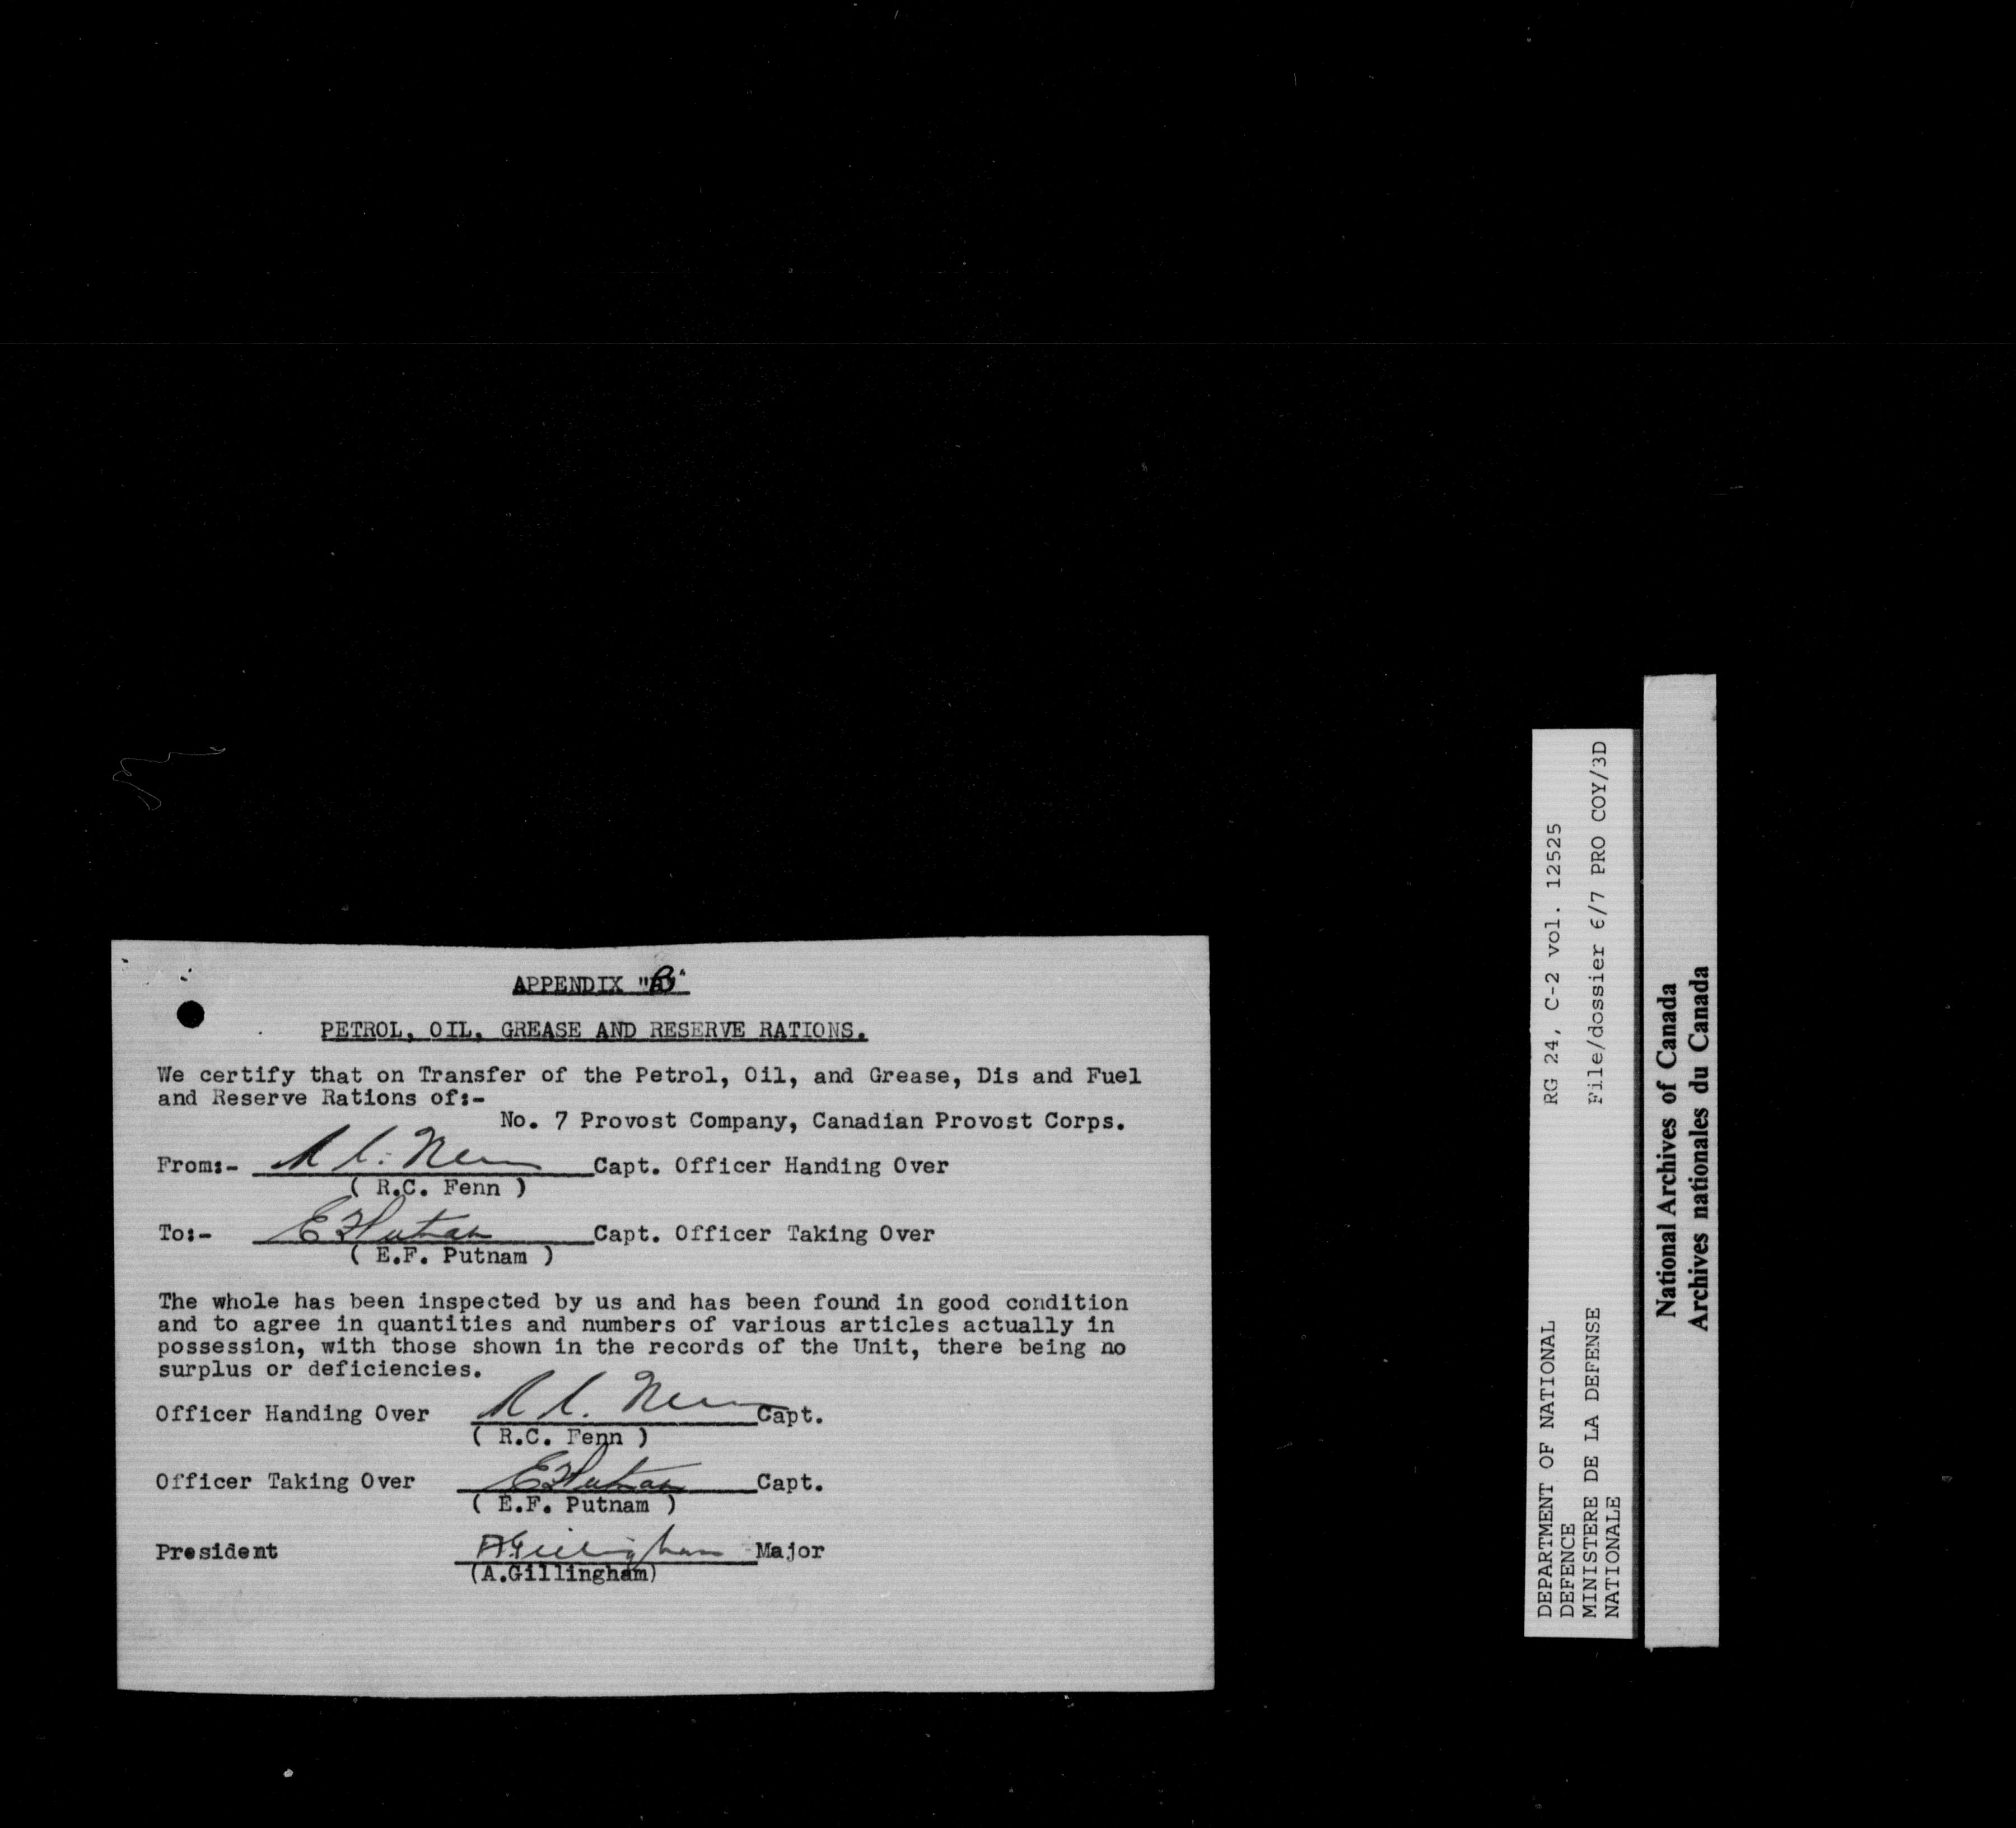 APPENDIX "B"
PETROL, OIL, GREASE AND RESERVE RATIONS.
We certify that on Transfer of the Petrol, Oil, and Grease, Dis and Fuel
and Reserve Rations of:-
No. 7 Provost Company, Canadian Provost Corps.
From:- Capt. Officer Handing Over
( R.C. Fenn )
To:- E F Putnam Capt. Officer Taking Over
( E.F. Putnam )
The whole has been inspected by us and has been found in good condition
and to agree in quantities and numbers of various articles actually in
possession, with those shown in the records of the Unit, there being no
surplus or deficiencies.
Officer Handing Over Capt.
( R.C. Fenn )
Officer Taking Over E F Putnam Capt.
( E.F. Putnam )
President A Gillingham Major
(A.Gillingham)
DEPARTMENT OF NATIONAL RG 24, C-2 vol. 12525
DEFENCE
MINISTERE DE LA DEFENSE File/dossier 6/7 PRO COY/3D
NATIONALE
National Archives of Canada
Archives nationales du Canada